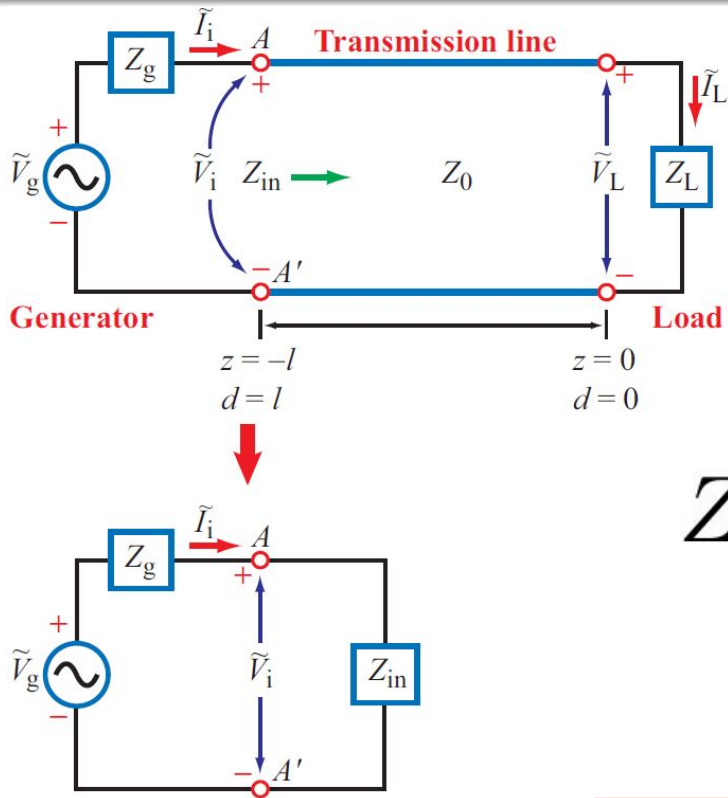 Ĩi A Transmission line
Zg + + ĨL
+
Ṽg Ṽi Zin Z0 ṼL ZL
−
− A′ −
Generator Load
z = −l z = 0
d = l d = 0
Z
Ĩi A
Zg +
+
Ṽg Ṽi Zin
−
− A′